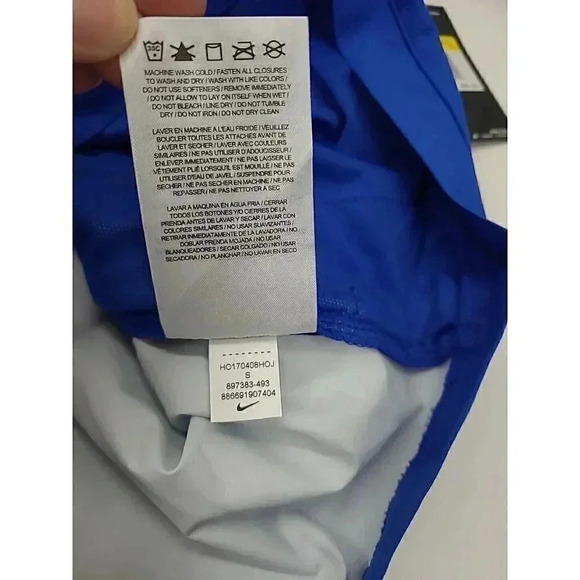 30C
MACHINE WASH COLD / FASTEN ALL CLOSURES
TO WASH AND DRY / WASH WITH LIKE COLORS /
DO NOT USE SOFTENERS / REMOVE IMMEDIATELY
/ DO NOT ALLOW TO LAY ON ITSELF WHEN WET /
DO NOT BLEACH / LINE DRY / DO NOT TUMBLE
DRY / DO NOT IRON / DO NOT DRY CLEAN
LAVER EN MACHINE A L'EAU FROIDE / VEUILLEZ
BOUCLER TOUTES LES ATTACHES AVANT DE
LAVER ET SECHER / LAVER AVEC COULEURS
SIMILAIRES / NE PAS UTILISER D'ADOUCISSEUR /
ENLEVER IMMEDIATEMENT / NE PAS LAISSER LE
VÊTEMENT PLIÉ LORSQU'IL EST MOUILLÉ / NE PAS
UTILISER D'EAU DE JAVEL / SUSPENDRE POUR
SECHER / NE PAS SECHER EN MACHINE / NE PAS
REPASSER / NE PAS NETTOYER A SEC
LAVAR A MAQUINA EN AGUA FRIA / CERRAR
TODOS LOS BOTONES Y/O CIERRES DE LA
PRENDA ANTES DE LAVAR Y SECAR / LAVAR CON
COLORES SIMILARES / NO USAR SUAVIZANTES /
RETIRAR INMEDIATAMENTE DE LA LAVADORA / NO
DOBLAR PRENDA MOJADA / NO USAR
BLANQUEADORES / SECAR COLGADO / NO USAR
SECADORA / NO PLANCHAR / NO LAVAR EN SECO
HO170408HOJ
S
897383-493
886691907404